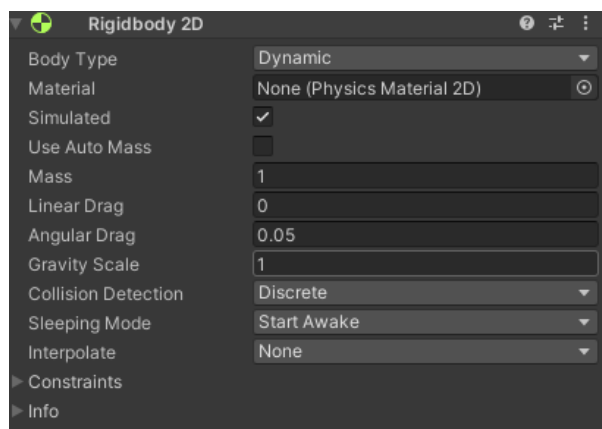 Rigidbody 2D
Body Type Dynamic
Material None (Physics Material 2D)
Simulated
Use Auto Mass
Mass 1
Linear Drag 0
Angular Drag 0.05
Gravity Scale 1
Collision Detection Discrete
Sleeping Mode Start Awake
Interpolate None
Constraints
Info